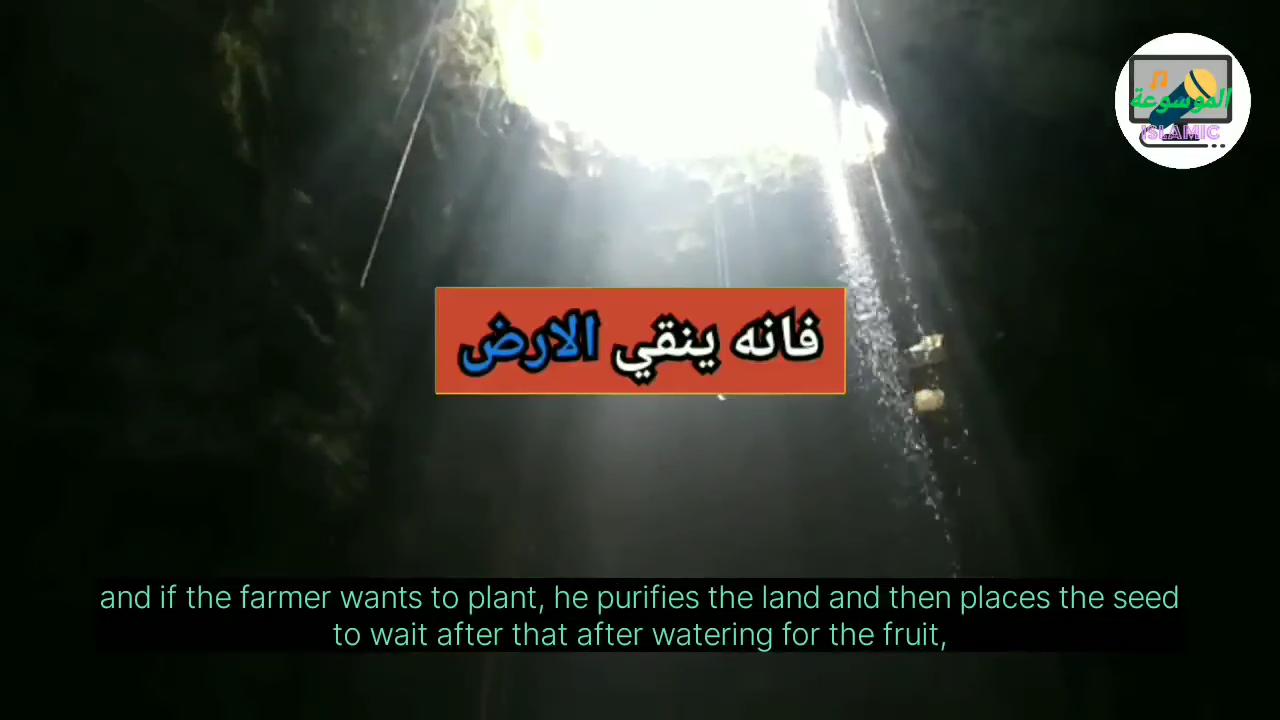 الموسوعة
ISLAMIC
فانه ينقي الارض
and if the farmer wants to plant, he purifies the land and then places the seed
to wait after that after watering for the fruit,